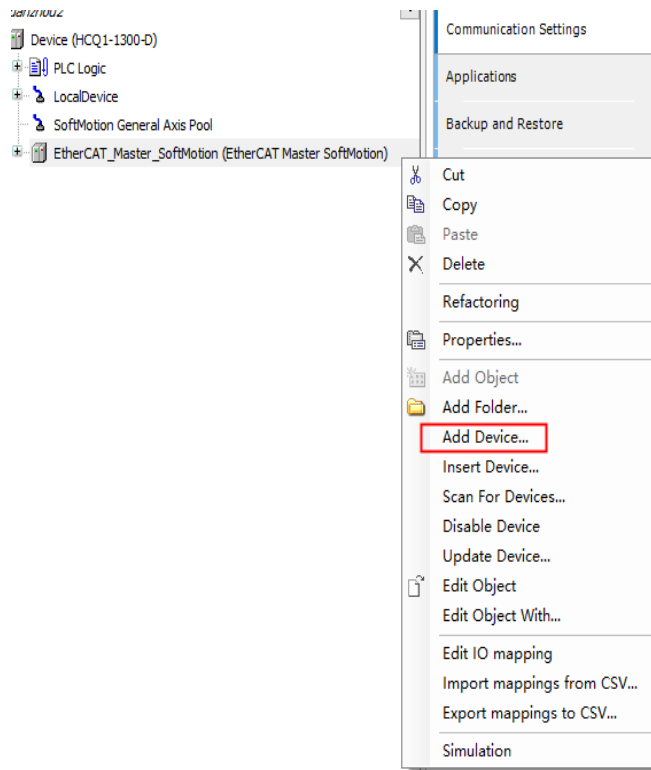 Device (HCQ1-1300-D)
PLC Logic
LocalDevice
SoftMotion General Axis Pool
EtherCAT_Master_SoftMotion (EtherCAT Master SoftMotion)
Communication Settings
Applications
Backup and Restore
Cut
Copy
Paste
Delete
Refactoring
Properties...
Add Object
Add Folder...
Add Device...
Insert Device...
Scan For Devices...
Disable Device
Update Device...
Edit Object
Edit Object With...
Edit IO mapping
Import mappings from CSV...
Export mappings to CSV...
Simulation